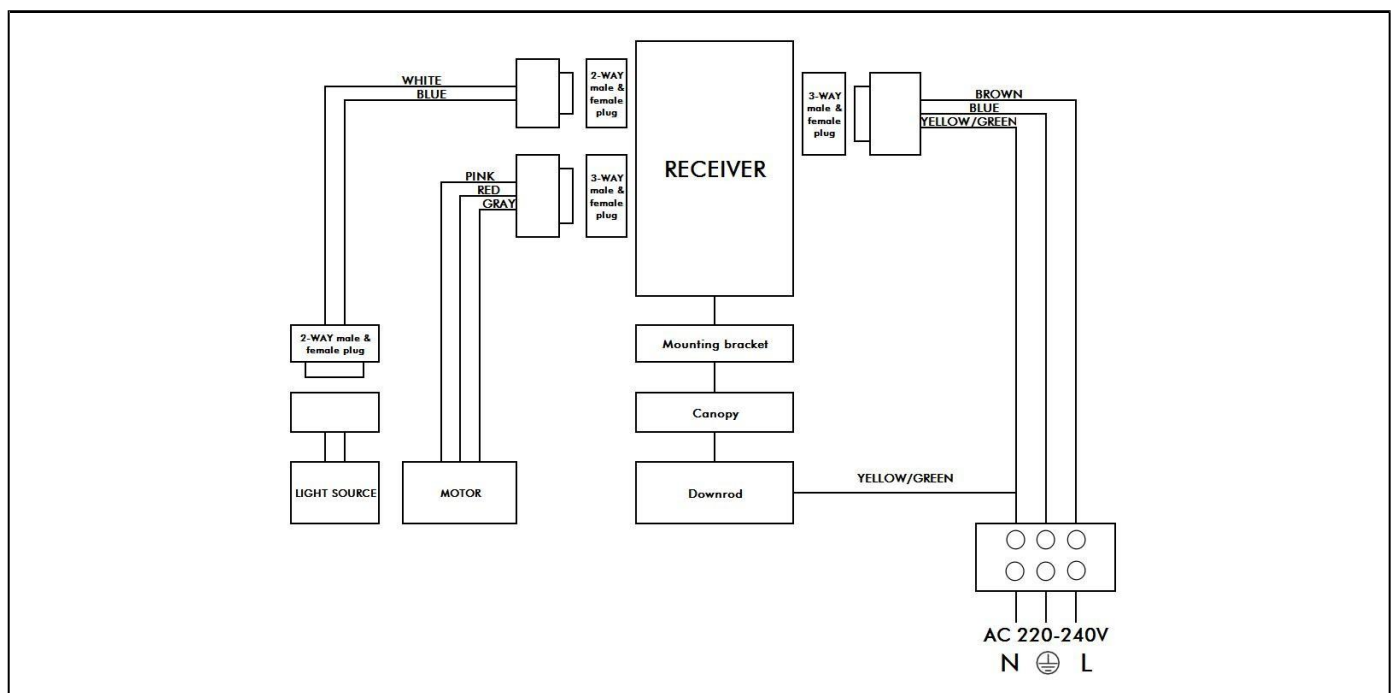 WHITE
BLUE
2-WAY
male &
female
plug
PINK
RED
GRAY
3-WAY
male &
female
plug
RECEIVER
3-WAY
male &
female
plug
BROWN
BLUE
YELLOW/GREEN
2-WAY male &
female plug
LIGHT SOURCE
MOTOR
Mounting bracket
Canopy
Downrod
YELLOW/GREEN
AC 220-240V
N L